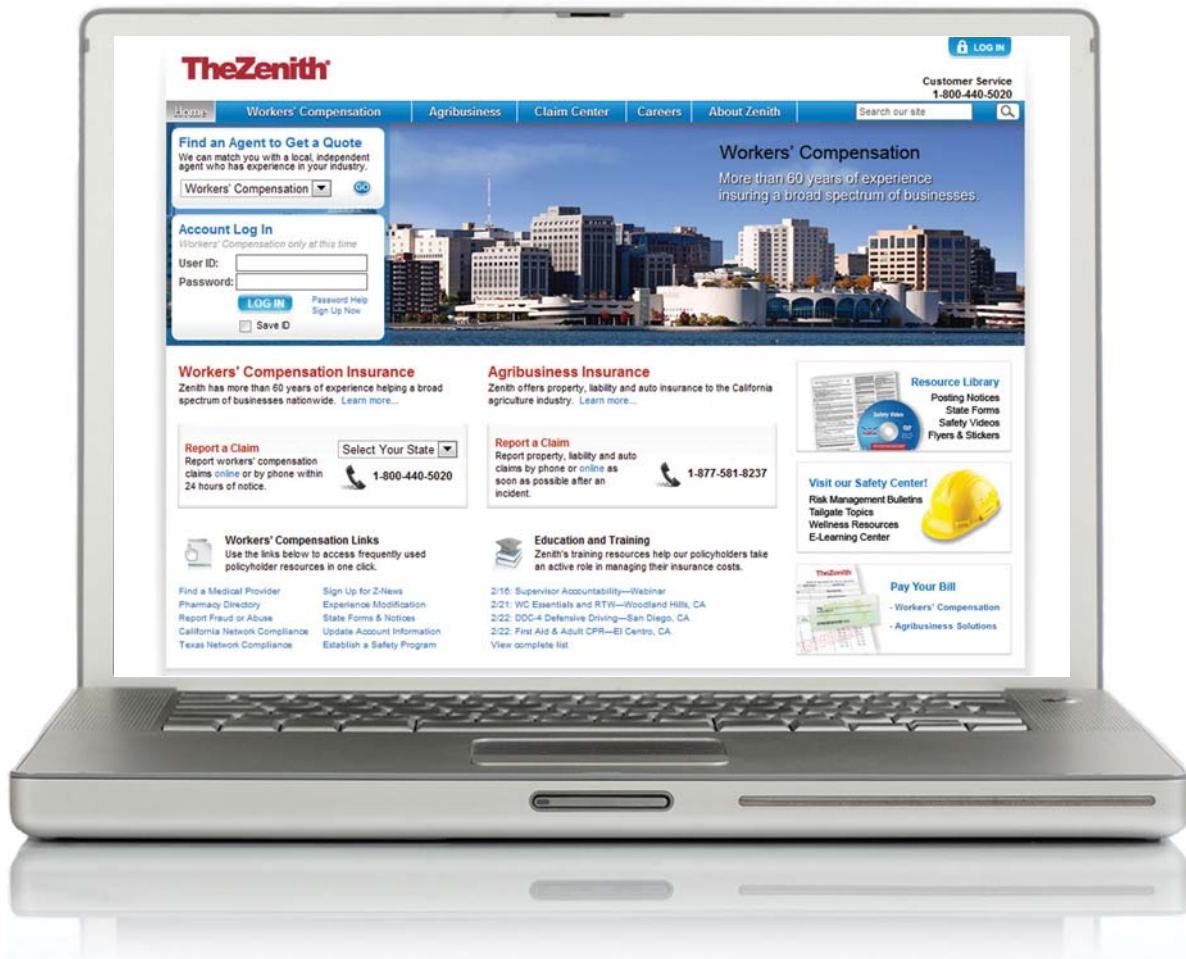 LOG IN
TheZenith®
Customer Service
1-800-440-5020
Home
Workers' Compensation
Agribusiness
Claim Center
Careers
About Zenith
Search our site
Find an Agent to Get a Quote
We can match you with a local, independent
agent who has experience in your industry.
Workers' Compensation
GO
Workers' Compensation
More than 60 years of experience
insuring a broad spectrum of businesses.
Account Log In
Workers' Compensation only at this time
User ID:
Password:
LOG IN
Password Help
Sign Up Now
Save ID
Workers' Compensation Insurance
Zenith has more than 60 years of experience helping a broad
spectrum of businesses nationwide. Learn more...
Report a Claim
Report workers' compensation
claims online or by phone within
24 hours of notice.
Select Your State
1-800-440-5020
Agribusiness Insurance
Zenith offers property, liability and auto insurance to the California
agriculture industry. Learn more...
Report a Claim
Report property, liability and auto
claims by phone or online as
soon as possible after an
incident.
1-877-581-8237
Resource Library
Posting Notices
State Forms
Safety Videos
Flyers & Stickers
Safety Video
Visit our Safety Center!
Risk Management Bulletins
Tailgate Topics
Wellness Resources
E-Learning Center
Workers' Compensation Links
Use the links below to access frequently used
policyholder resources in one click.
Find a Medical Provider
Pharmacy Directory
Report Fraud or Abuse
California Network Compliance
Texas Network Compliance
Sign Up for Z-News
Experience Modification
State Forms & Notices
Update Account Information
Establish a Safety Program
Education and Training
Zenith's training resources help our policyholders take
an active role in managing their insurance costs.
2/16: Supervisor Accountability—Webinar
2/21: WC Essentials and RTW—Woodland Hills, CA
2/22: DDC-4 Defensive Driving—San Diego, CA
2/22: First Aid & Adult CPR—El Centro, CA
View complete list
TheZenith
Pay Your Bill
- Workers' Compensation
- Agribusiness Solutions